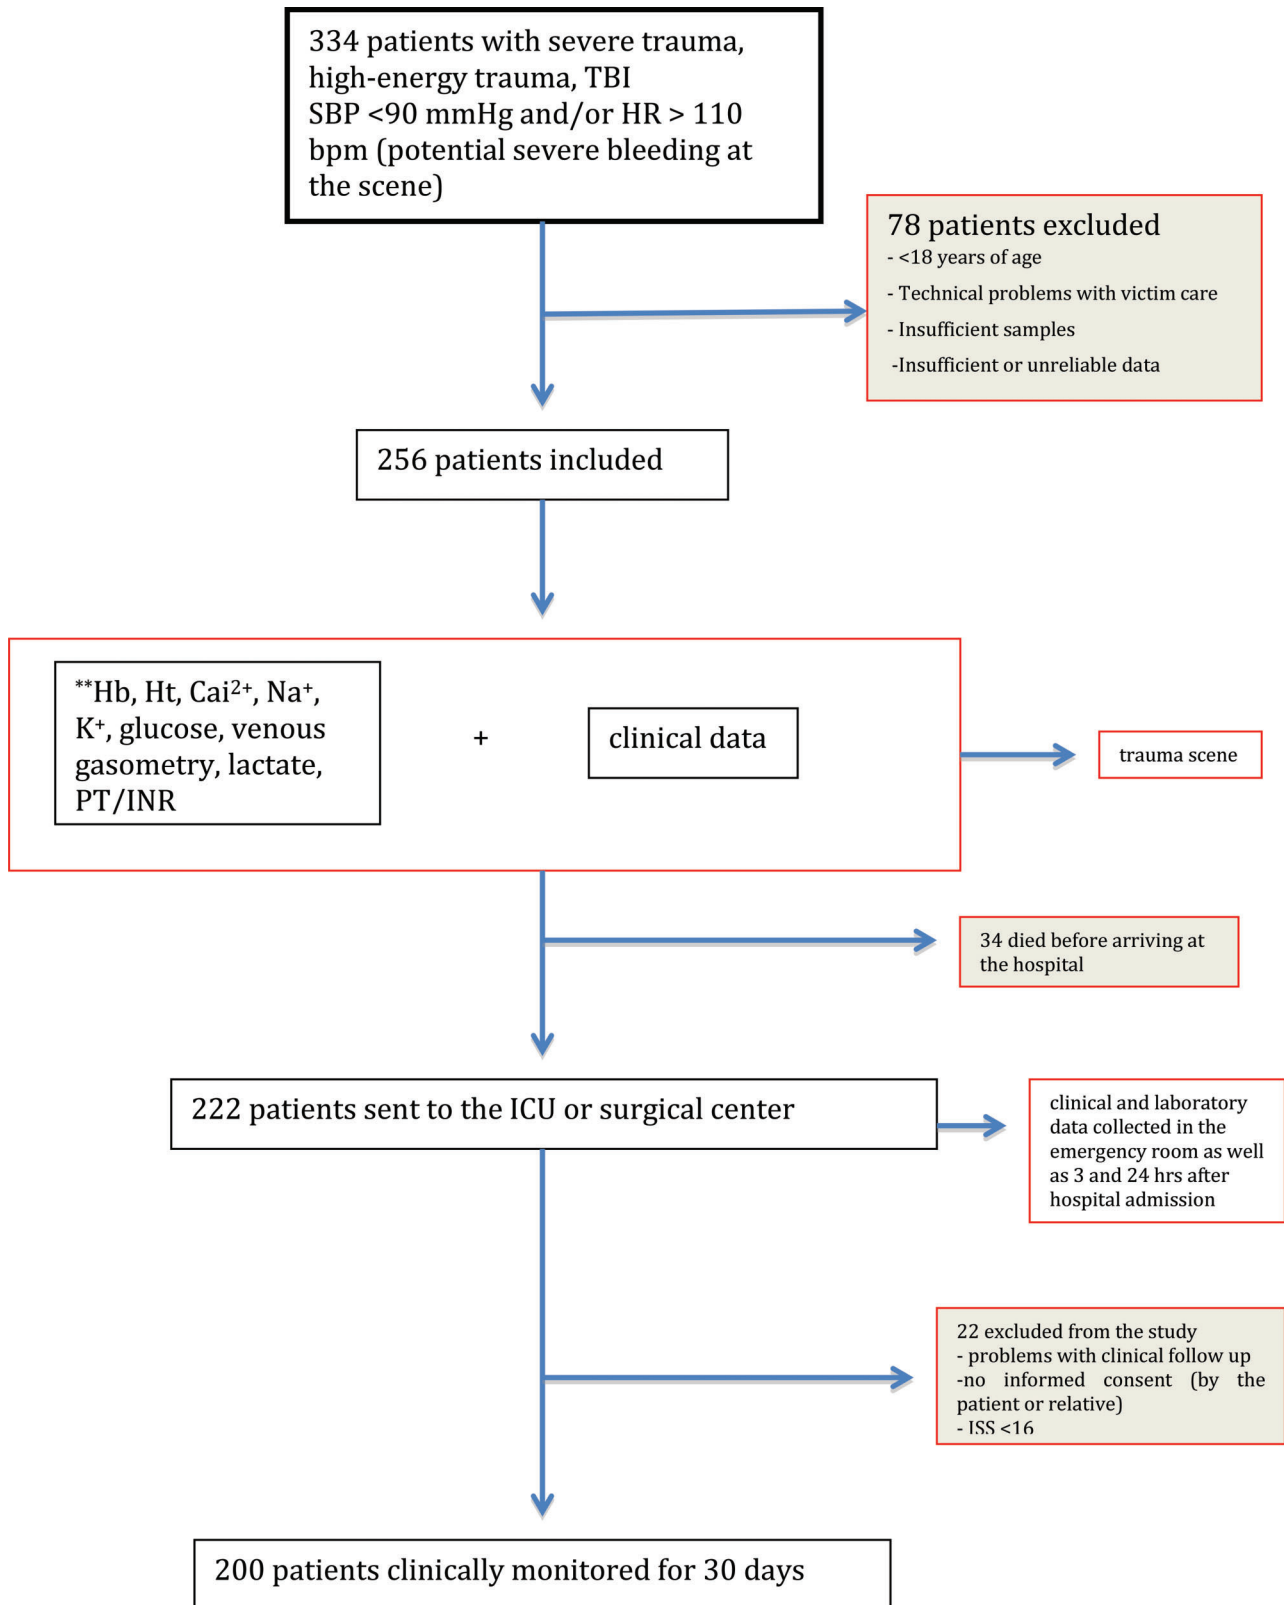 334 patients with severe trauma,
high-energy trauma, TBI
SBP <90 mmHg and/or HR > 110
bpm (potential severe bleeding at
the scene)
78 patients excluded
- <18 years of age
- Technical problems with victim care
- Insufficient samples
-Insufficient or unreliable data
256 patients included
**Hb, Ht, Cai²⁺, Na⁺,
K⁺, glucose, venous
gasometry, lactate,
PT/INR
+
clinical data
trauma scene
34 died before arriving at
the hospital
222 patients sent to the ICU or surgical center
clinical and laboratory
data collected in the
emergency room as well
as 3 and 24 hrs after
hospital admission
22 excluded from the study
- problems with clinical follow up
-no informed consent (by the
patient or relative)
- ISS <16
200 patients clinically monitored for 30 days